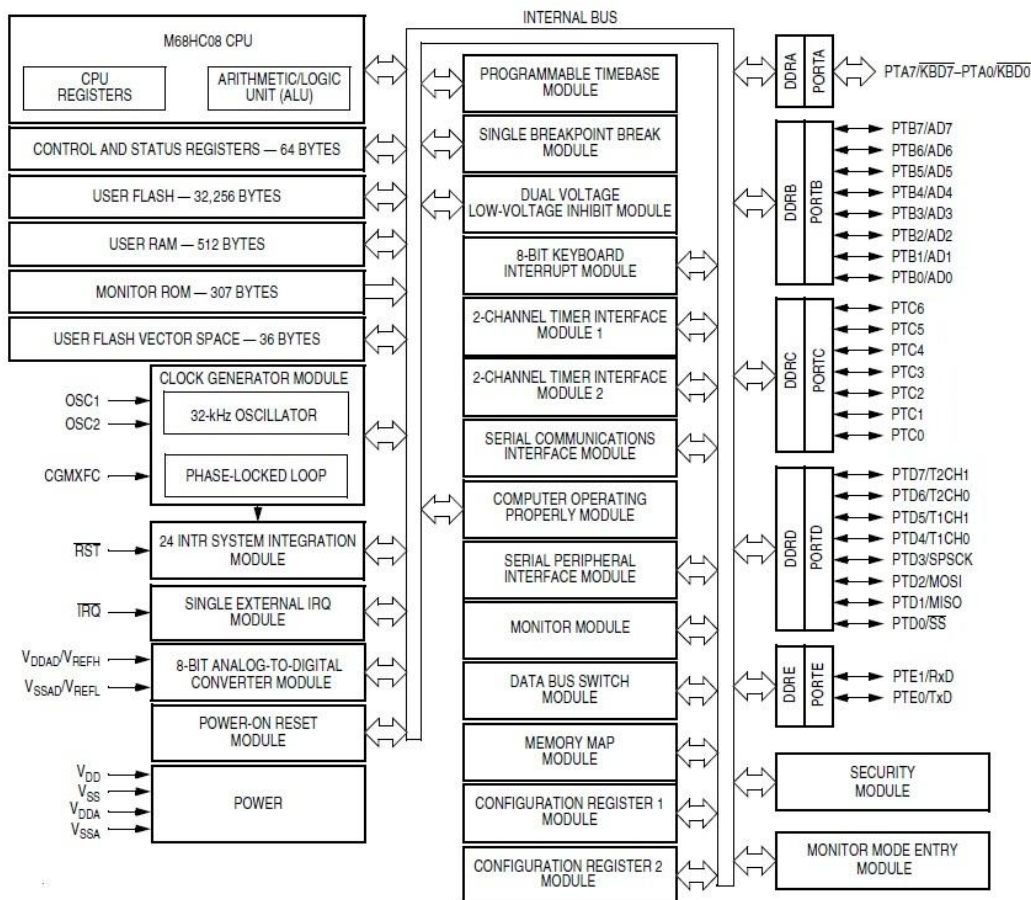 INTERNAL BUS
M68HC08 CPU
CPU
REGISTERS
ARITHMETIC/LOGIC
UNIT (ALU)
CONTROL AND STATUS REGISTERS — 64 BYTES
USER FLASH — 32,256 BYTES
USER RAM — 512 BYTES
MONITOR ROM — 307 BYTES
USER FLASH VECTOR SPACE — 36 BYTES
CLOCK GENERATOR MODULE
32-kHz OSCILLATOR
PHASE-LOCKED LOOP
OSC1
OSC2
CGMXFC
24 INTR SYSTEM INTEGRATION
MODULE
RST
SINGLE EXTERNAL IRQ
MODULE
IRQ
8-BIT ANALOG-TO-DIGITAL
CONVERTER MODULE
VDDAD/VREFH
VSSAD/VREFL
POWER-ON RESET
MODULE
POWER
VDD
VSS
VDDA
VSSA
PROGRAMMABLE TIMEBASE
MODULE
SINGLE BREAKPOINT BREAK
MODULE
DUAL VOLTAGE
LOW-VOLTAGE INHIBIT MODULE
8-BIT KEYBOARD
INTERRUPT MODULE
2-CHANNEL TIMER INTERFACE
MODULE 1
2-CHANNEL TIMER INTERFACE
MODULE 2
SERIAL COMMUNICATIONS
INTERFACE MODULE
COMPUTER OPERATING
PROPERLY MODULE
SERIAL PERIPHERAL
INTERFACE MODULE
MONITOR MODULE
DATA BUS SWITCH
MODULE
MEMORY MAP
MODULE
CONFIGURATION REGISTER 1
MODULE
CONFIGURATION REGISTER 2
MODULE
DDRA
PORTA
PTA7/KBD7–PTA0/KBD0
DDRB
PORTB
PTB7/AD7
PTB6/AD6
PTB5/AD5
PTB4/AD4
PTB3/AD3
PTB2/AD2
PTB1/AD1
PTB0/AD0
DDRC
PORTC
PTC6
PTC5
PTC4
PTC3
PTC2
PTC1
PTC0
DDRD
PORTD
PTD7/T2CH1
PTD6/T2CH0
PTD5/T1CH1
PTD4/T1CH0
PTD3/SPSCK
PTD2/MOSI
PTD1/MISO
PTD0/SS
DDRE
PORTE
PTE1/RxD
PTE0/TxD
SECURITY
MODULE
MONITOR MODE ENTRY
MODULE